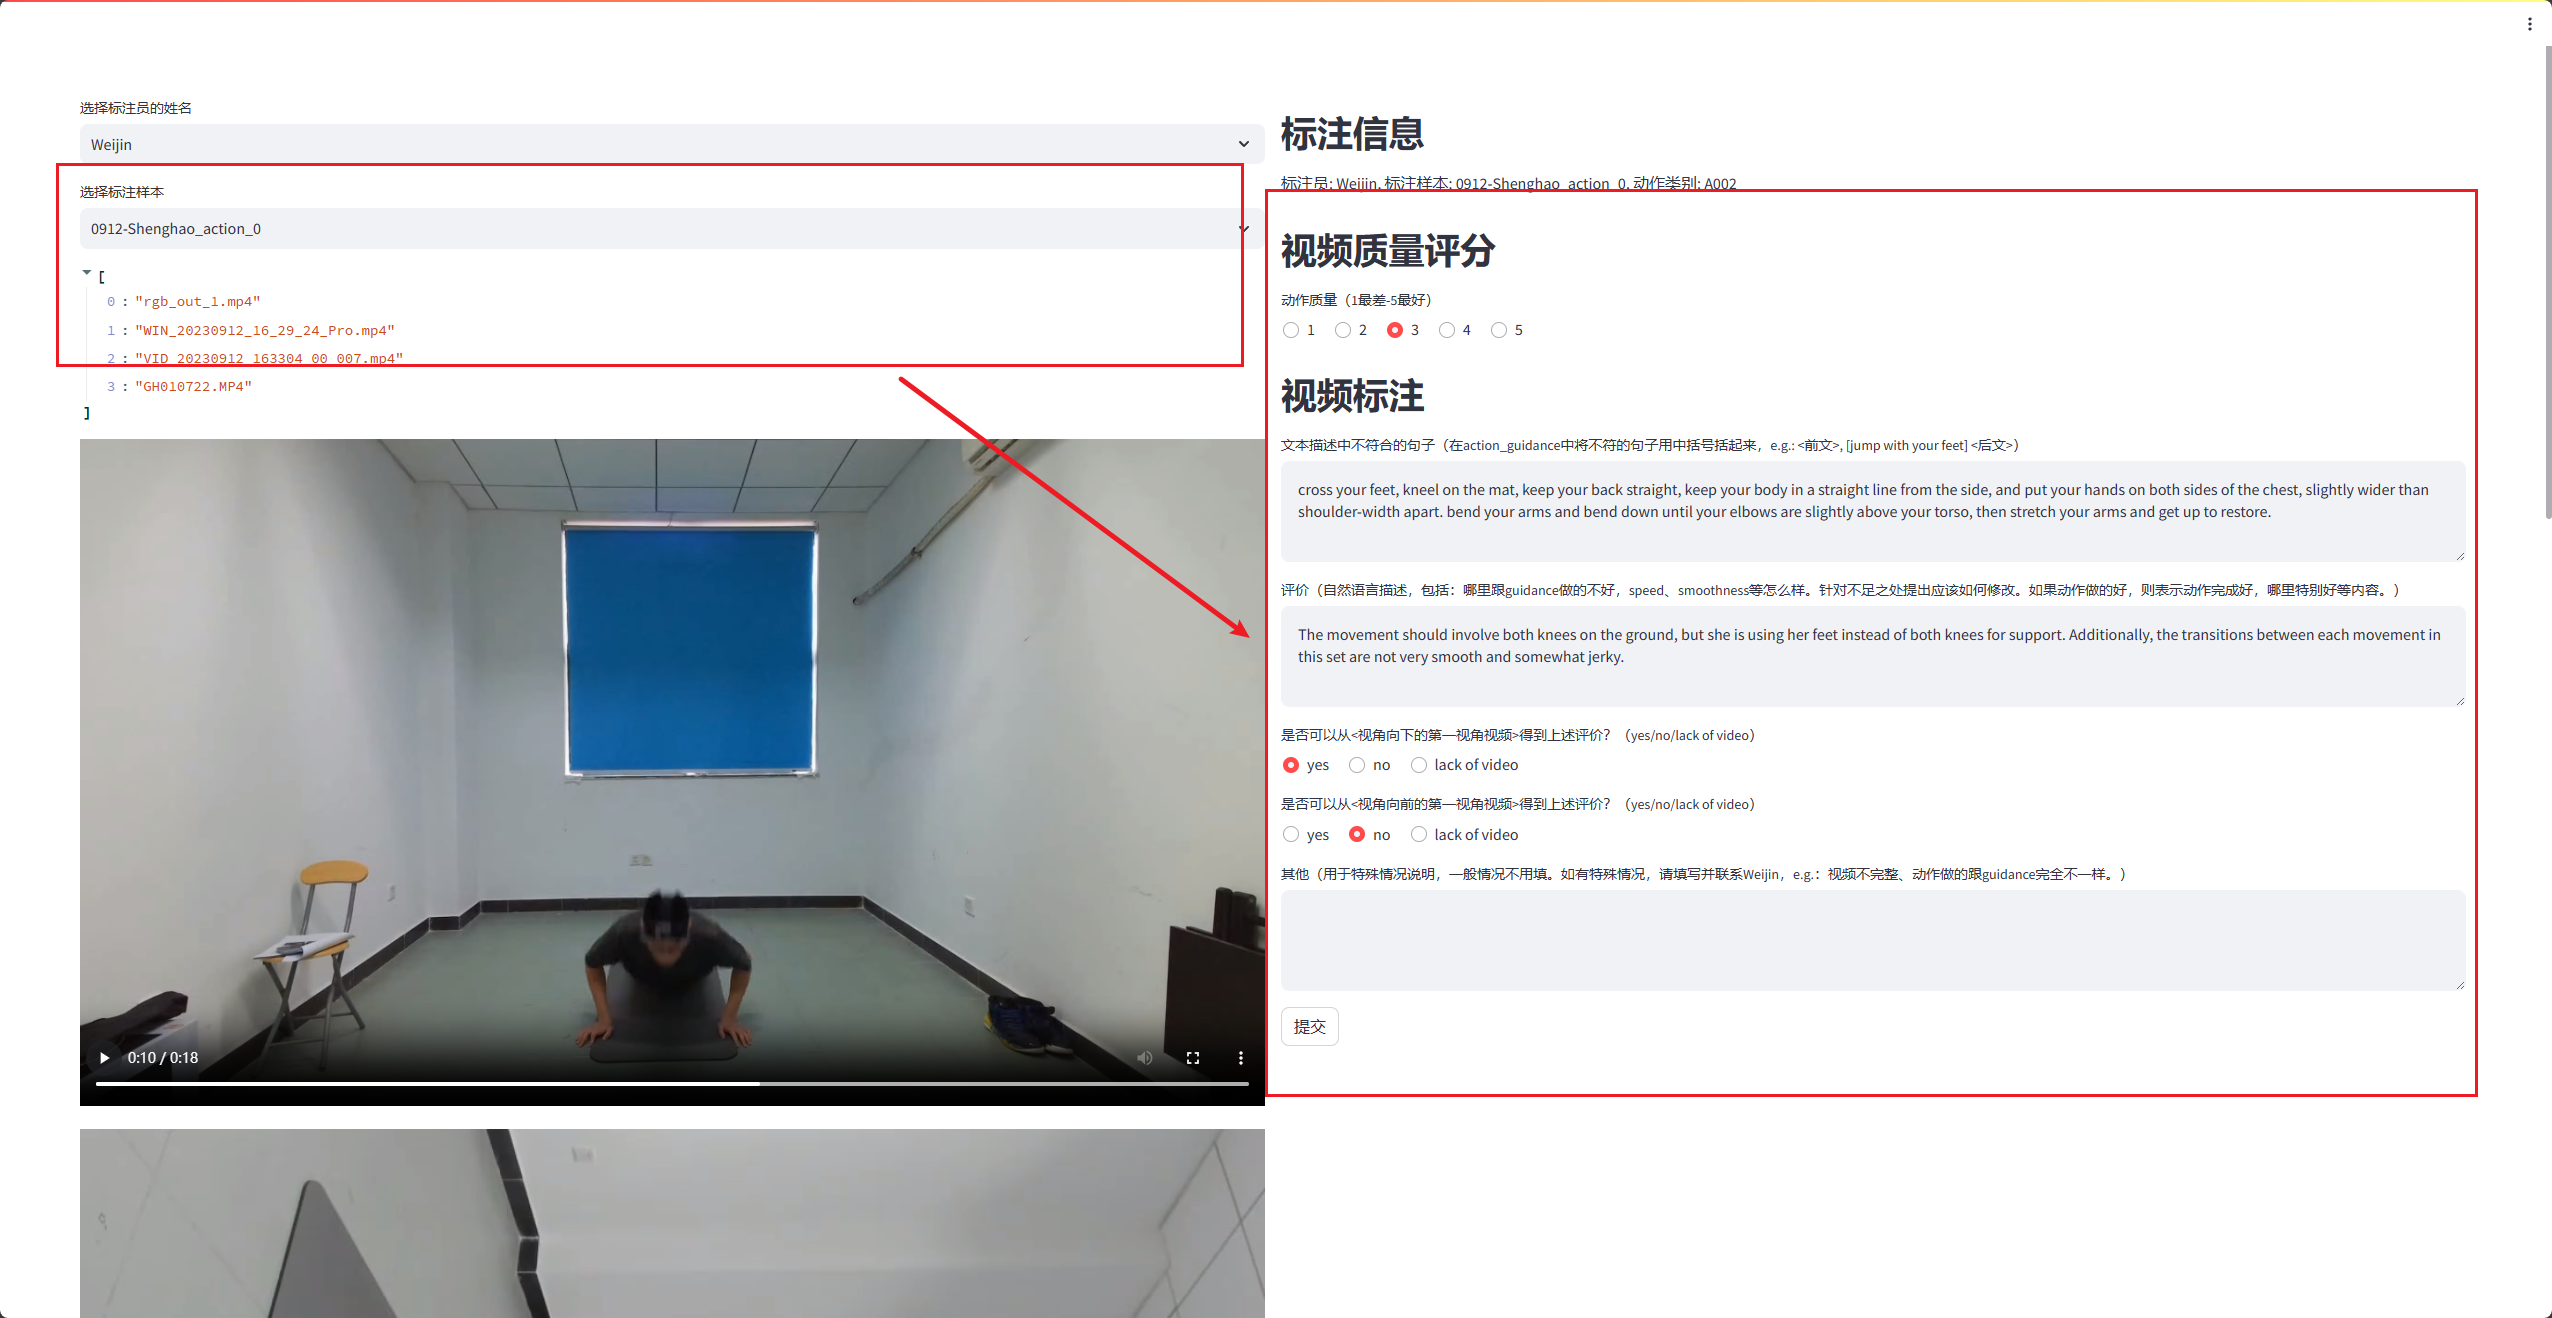 选择标注员的姓名
Weijin
选择标注样本
0912-Shenghao_action_0
[
0 : "rgb_out_1.mp4"
1 : "WIN_20230912_16_29_24_Pro.mp4"
2 : "VID_20230912_163304_00_007.mp4"
3 : "GH010722.MP4"
]
0:10 / 0:18
标注信息
标注员: Weijin, 标注样本: 0912-Shenghao_action_0, 动作类别: A002
视频质量评分
动作质量（1最差-5最好）
1 2 3 4 5
视频标注
文本描述中不符合的句子（在action_guidance中将不符的句子用中括号括起来，e.g.: <前文>, [jump with your feet] <后文>）
cross your feet, kneel on the mat, keep your back straight, keep your body in a straight line from the side, and put your hands on both sides of the chest, slightly wider than
shoulder-width apart. bend your arms and bend down until your elbows are slightly above your torso, then stretch your arms and get up to restore.
评价（自然语言描述，包括：哪里跟guidance做的不好，speed、smoothness等怎么样。针对不足之处提出应该如何修改。如果动作做的好，则表示动作完成好，哪里特别好等内容。）
The movement should involve both knees on the ground, but she is using her feet instead of both knees for support. Additionally, the transitions between each movement in
this set are not very smooth and somewhat jerky.
是否可以从<视角向下的第一视角视频>得到上述评价？（yes/no/lack of video）
yes no lack of video
是否可以从<视角向前的第一视角视频>得到上述评价？（yes/no/lack of video）
yes no lack of video
其他（用于特殊情况说明，一般情况不用填。如有特殊情况，请填写并联系Weijin，e.g.：视频不完整、动作做的跟guidance完全不一样。）
提交